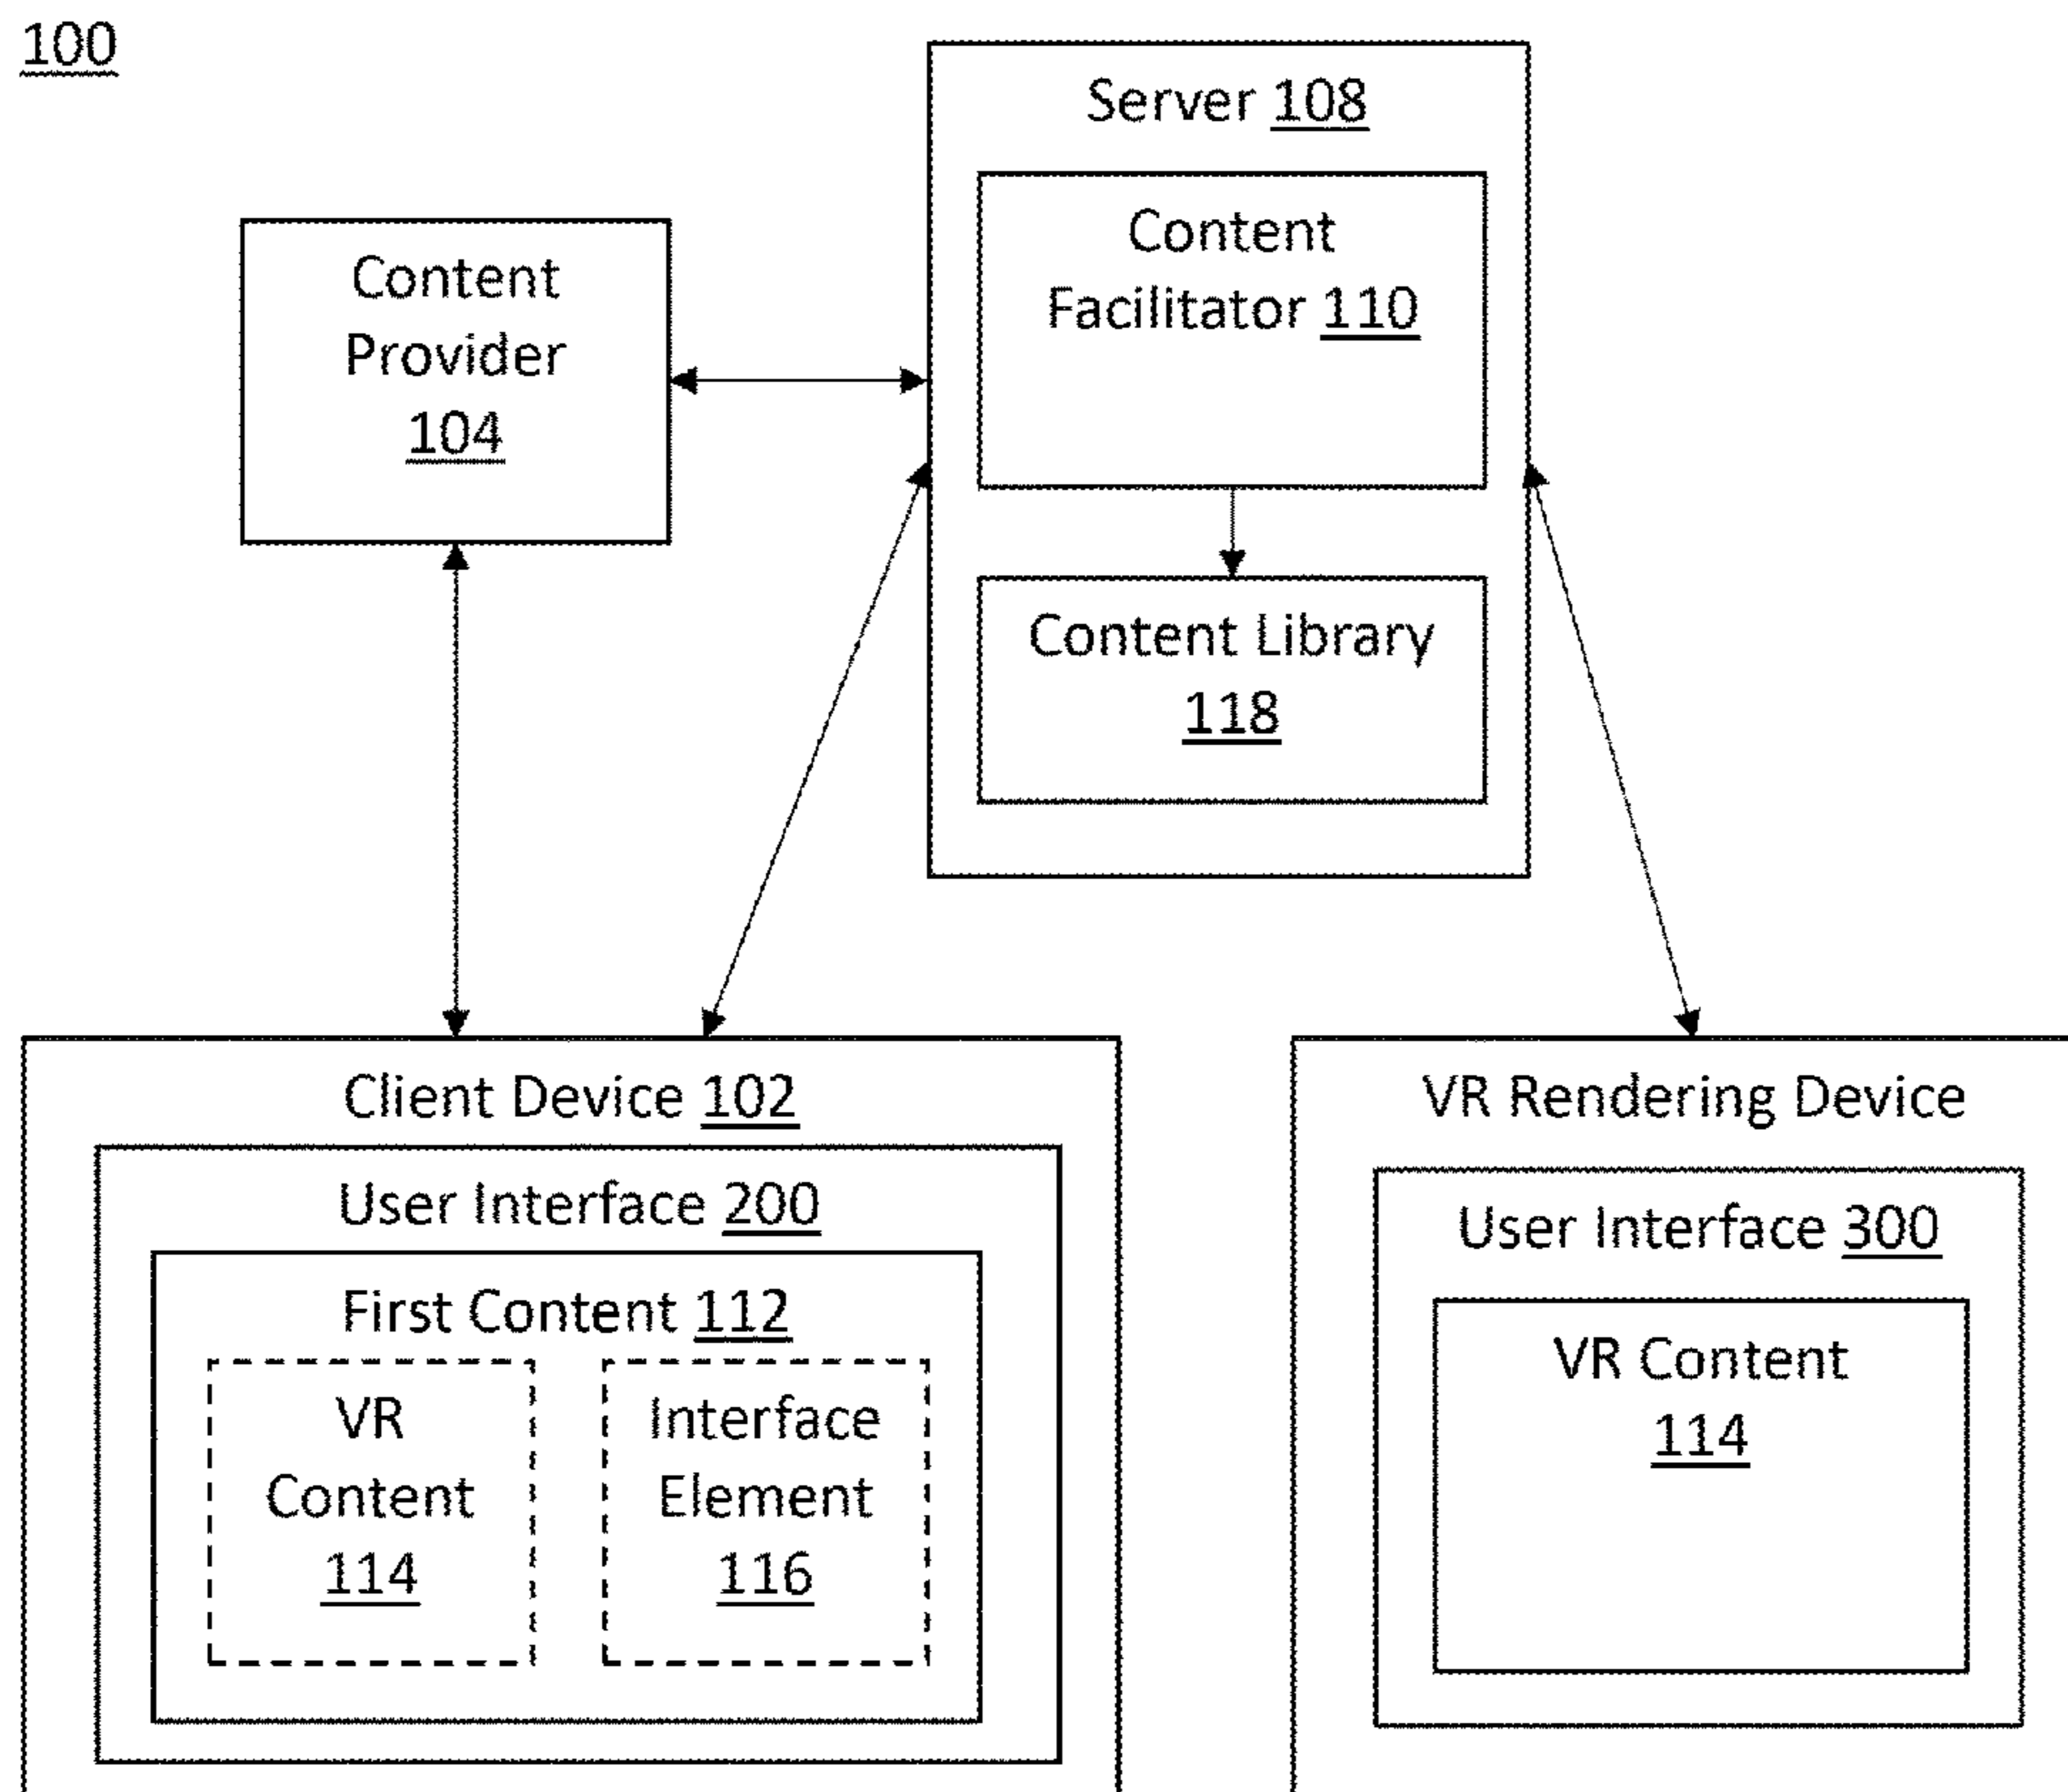 100
Server 108
Content
Facilitator 110
Content
Provider
104
Content Library
118
Client Device 102
User Interface 200
First Content 112
VR
Content
114
Interface
Element
116
VR Rendering Device
User Interface 300
VR Content
114